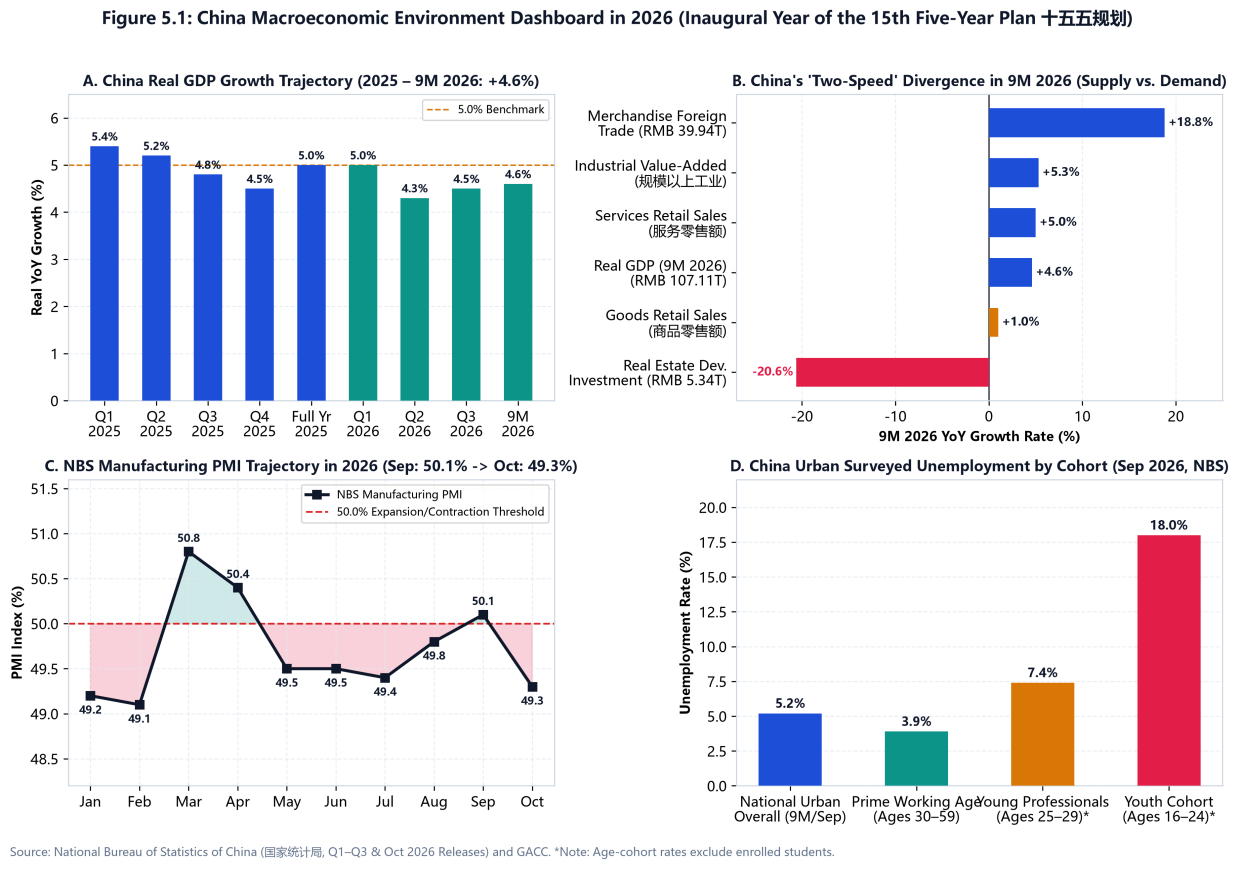 Figure 5.1: China Macroeconomic Environment Dashboard in 2026 (Inaugural Year of the 15th Five-Year Plan 十五五规划)
A. China Real GDP Growth Trajectory (2025 – 9M 2026: +4.6%)
Real YoY Growth (%)
6
5
4
3
2
1
0
5.0% Benchmark
5.4%
5.2%
4.8%
4.5%
5.0%
5.0%
4.3%
4.5%
4.6%
Q1
2025
Q2
2025
Q3
2025
Q4
2025
Full Yr
2025
Q1
2026
Q2
2026
Q3
2026
9M
2026
B. China's 'Two-Speed' Divergence in 9M 2026 (Supply vs. Demand)
Merchandise Foreign
Trade (RMB 39.94T)
+18.8%
Industrial Value-Added
(规模以上工业)
+5.3%
Services Retail Sales
(服务零售额)
+5.0%
Real GDP (9M 2026)
(RMB 107.11T)
+4.6%
Goods Retail Sales
(商品零售额)
+1.0%
Real Estate Dev.
Investment (RMB 5.34T)
-20.6%
-20
-10
0
10
20
9M 2026 YoY Growth Rate (%)
C. NBS Manufacturing PMI Trajectory in 2026 (Sep: 50.1% -> Oct: 49.3%)
PMI Index (%)
51.5
51.0
50.5
50.0
49.5
49.0
48.5
NBS Manufacturing PMI
50.0% Expansion/Contraction Threshold
49.2
49.1
50.8
50.4
49.5
49.5
49.4
49.8
50.1
49.3
Jan
Feb
Mar
Apr
May
Jun
Jul
Aug
Sep
Oct
D. China Urban Surveyed Unemployment by Cohort (Sep 2026, NBS)
Unemployment Rate (%)
20.0
17.5
15.0
12.5
10.0
7.5
5.0
2.5
0.0
5.2%
3.9%
7.4%
18.0%
National Urban
Overall (9M/Sep)
Prime Working Age
(Ages 30–59)
Young Professionals
(Ages 25–29)*
Youth Cohort
(Ages 16–24)*
Source: National Bureau of Statistics of China (国家统计局, Q1–Q3 & Oct 2026 Releases) and GACC. *Note: Age-cohort rates exclude enrolled students.